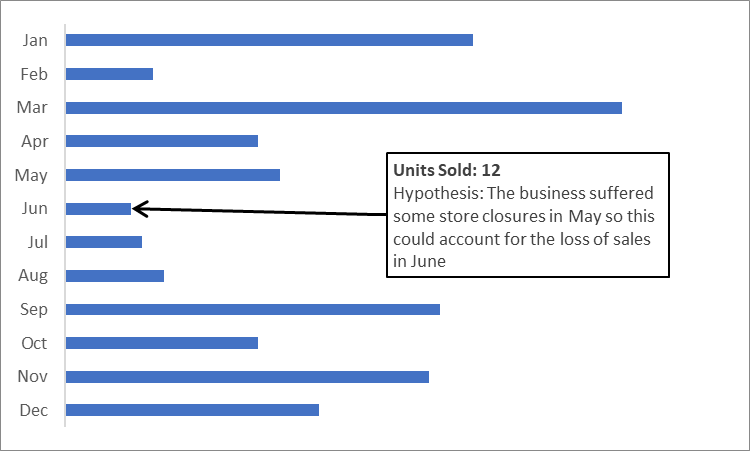 Jan
Feb
Mar
Apr
May
Jun
Jul
Aug
Sep
Oct
Nov
Dec
Units Sold: 12
Hypothesis: The business suffered
some store closures in May so this
could account for the loss of sales
in June